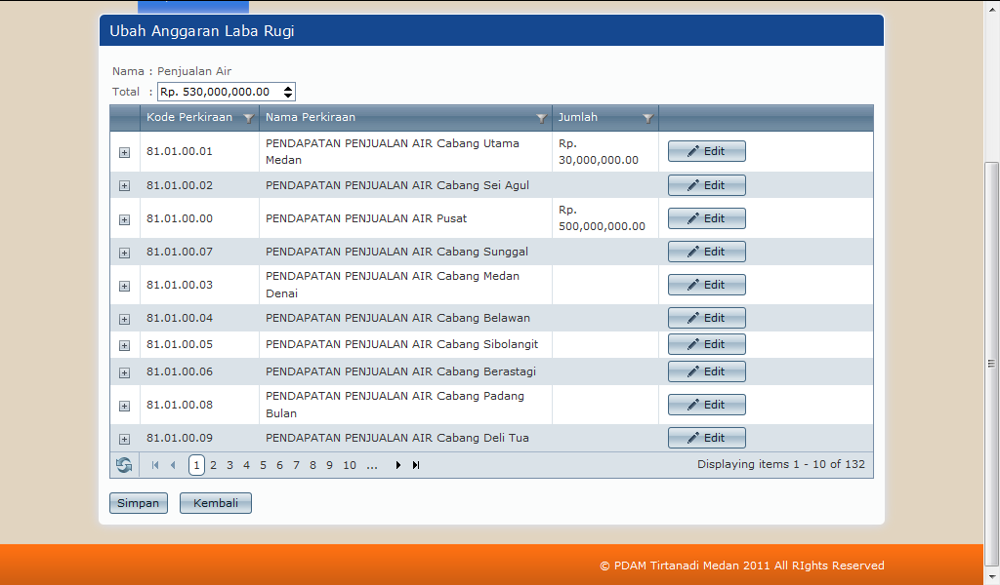 Ubah Anggaran Laba Rugi
Nama : Penjualan Air
Total : Rp. 530,000,000.00
Kode Perkiraan Nama Perkiraan Jumlah
81.01.00.01 PENDAPATAN PENJUALAN AIR Cabang Utama Medan Rp. 30,000,000.00 Edit
81.01.00.02 PENDAPATAN PENJUALAN AIR Cabang Sei Agul Edit
81.01.00.00 PENDAPATAN PENJUALAN AIR Pusat Rp. 500,000,000.00 Edit
81.01.00.07 PENDAPATAN PENJUALAN AIR Cabang Sunggal Edit
81.01.00.03 PENDAPATAN PENJUALAN AIR Cabang Medan Denai Edit
81.01.00.04 PENDAPATAN PENJUALAN AIR Cabang Belawan Edit
81.01.00.05 PENDAPATAN PENJUALAN AIR Cabang Sibolangit Edit
81.01.00.06 PENDAPATAN PENJUALAN AIR Cabang Berastagi Edit
81.01.00.08 PENDAPATAN PENJUALAN AIR Cabang Padang Bulan Edit
81.01.00.09 PENDAPATAN PENJUALAN AIR Cabang Deli Tua Edit
1 2 3 4 5 6 7 8 9 10 ... Displaying items 1 - 10 of 132
Simpan Kembali
© PDAM Tirtanadi Medan 2011 All RIghts Reserved